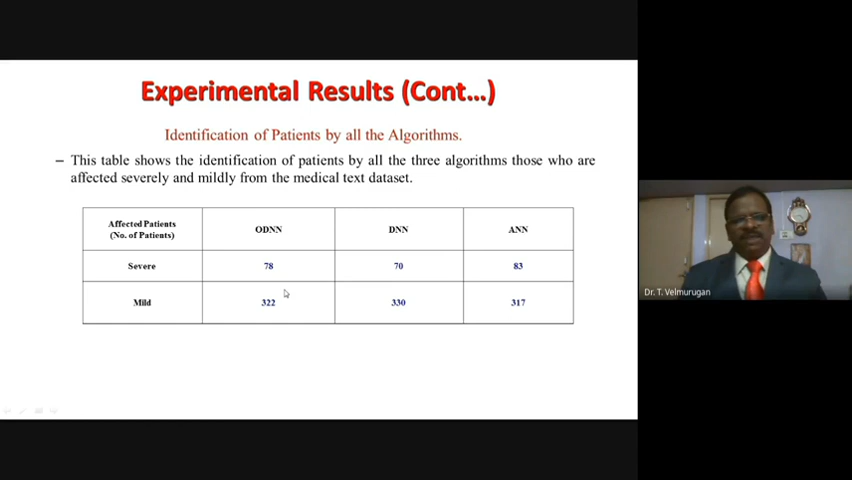 Experimental Results (Cont...)
Identification of Patients by all the Algorithms.
– This table shows the identification of patients by all the three algorithms those who are
affected severely and mildly from the medical text dataset.
Affected Patients
(No. of Patients)
ODNN
DNN
ANN
Severe
78
70
83
Mild
322
330
317
Dr. T. Velmurugan